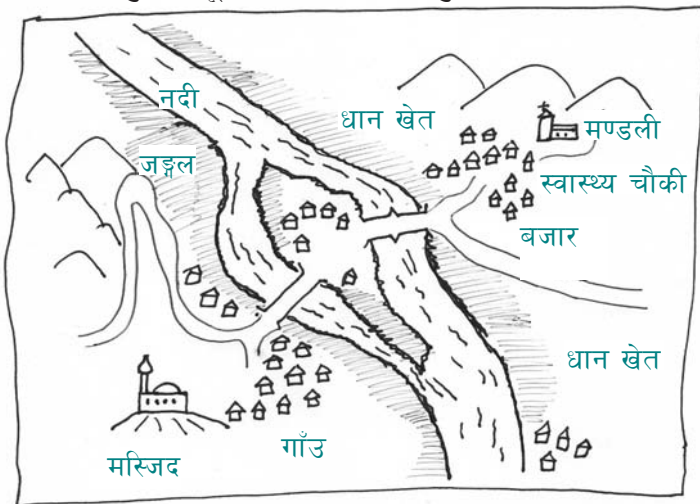 नदी
धान खेत
मण्डली
जङ्गल
स्वास्थ्य चौकी
बजार
धान खेत
गाँउ
मस्जिद